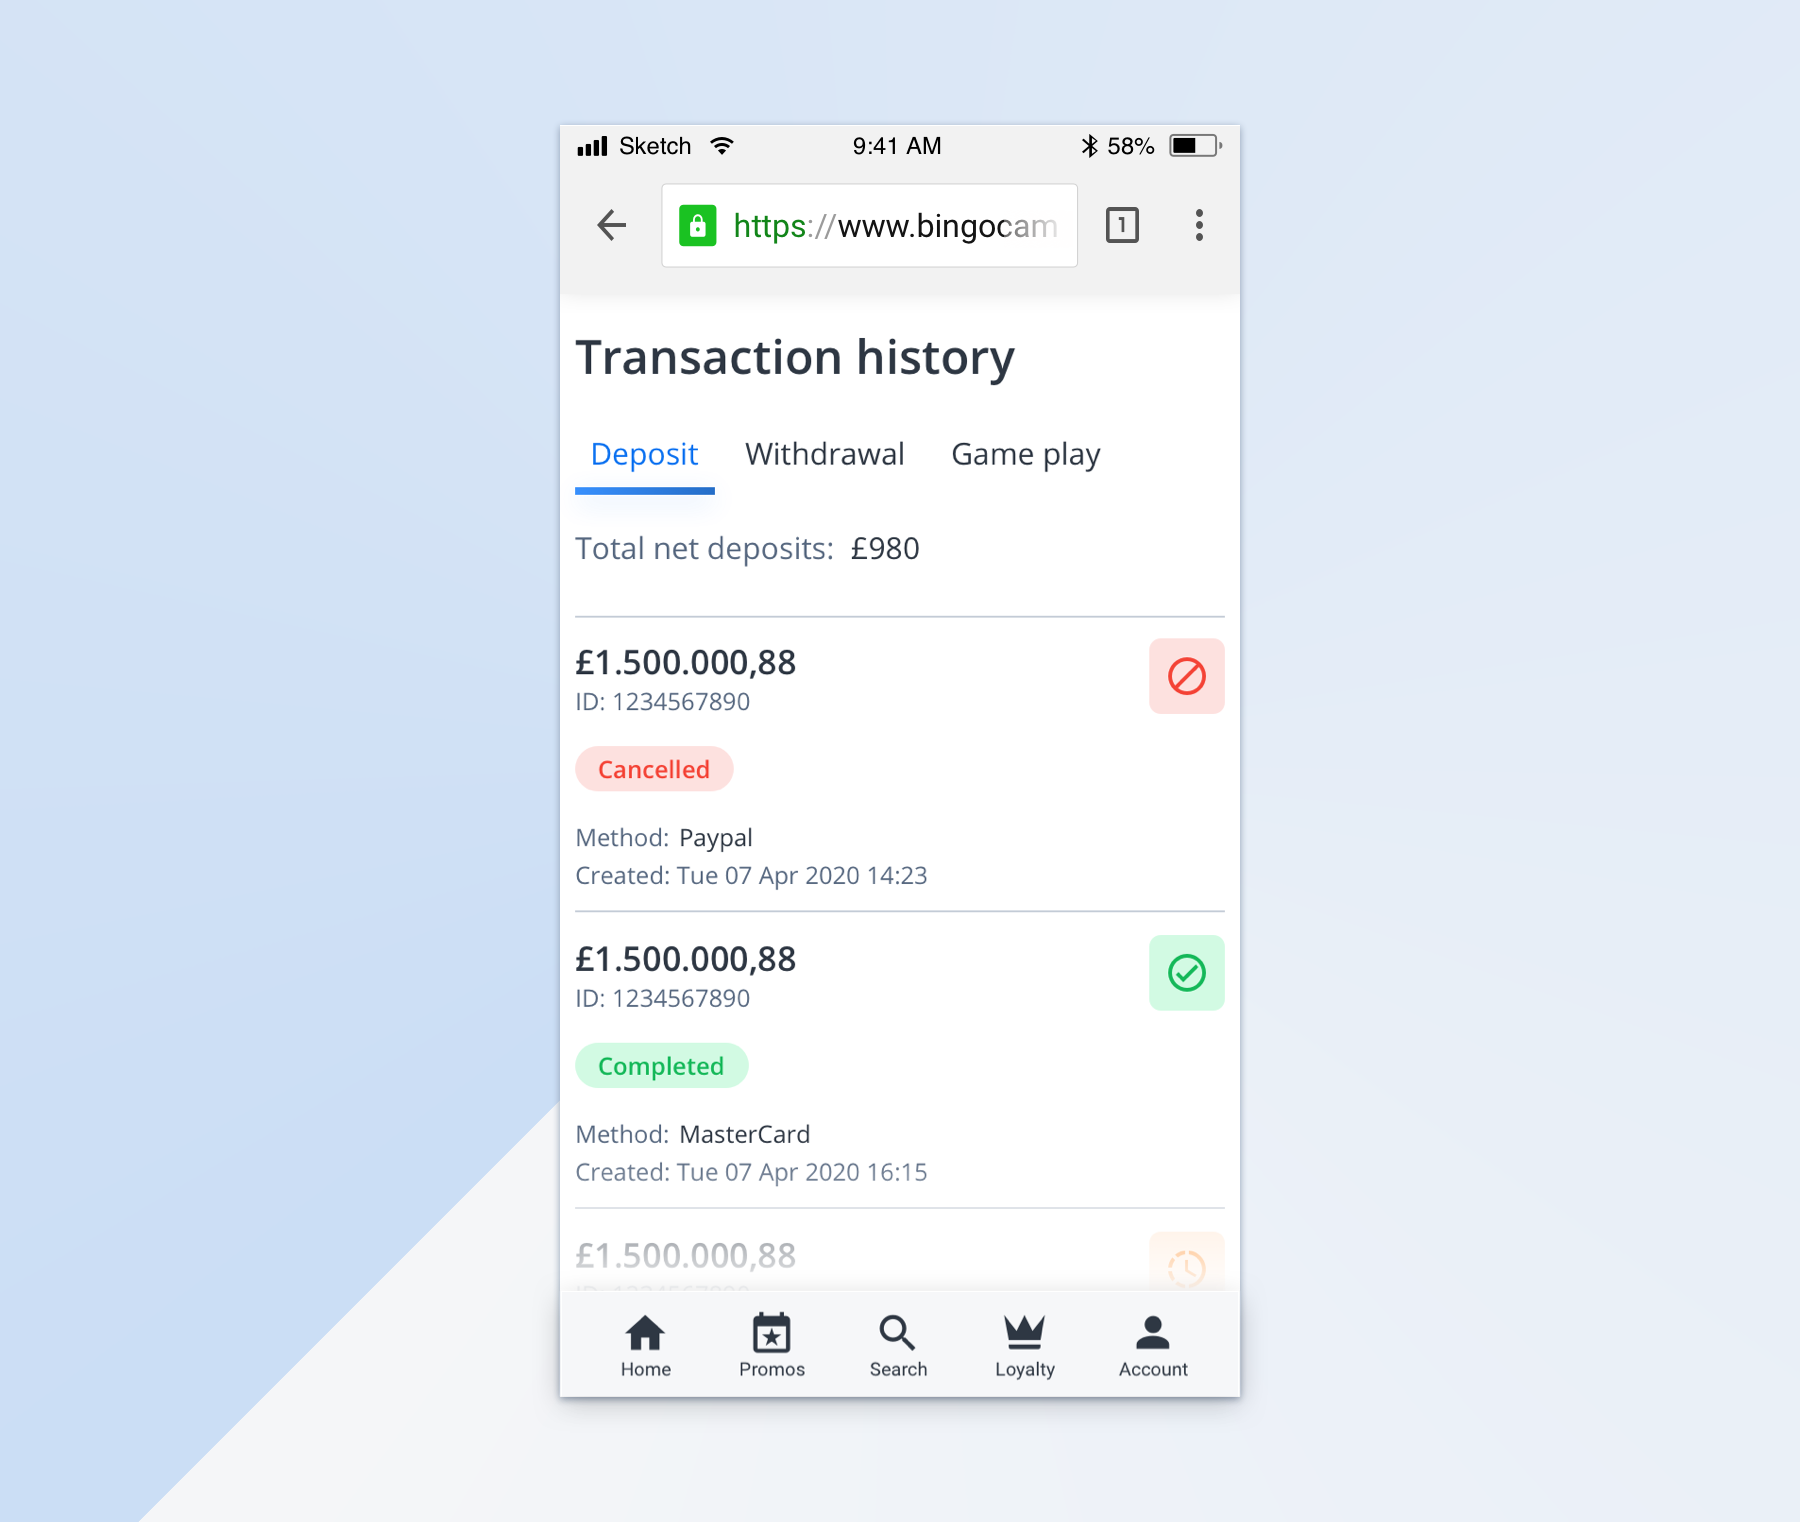 Sketch 9:41 AM 58%
https://www.bingocam 1
Transaction history
Deposit Withdrawal Game play
Total net deposits: £980
£1.500.000,88
ID: 1234567890
Cancelled
Method: Paypal
Created: Tue 07 Apr 2020 14:23
£1.500.000,88
ID: 1234567890
Completed
Method: MasterCard
Created: Tue 07 Apr 2020 16:15
£1.500.000,88
Home Promos Search Loyalty Account